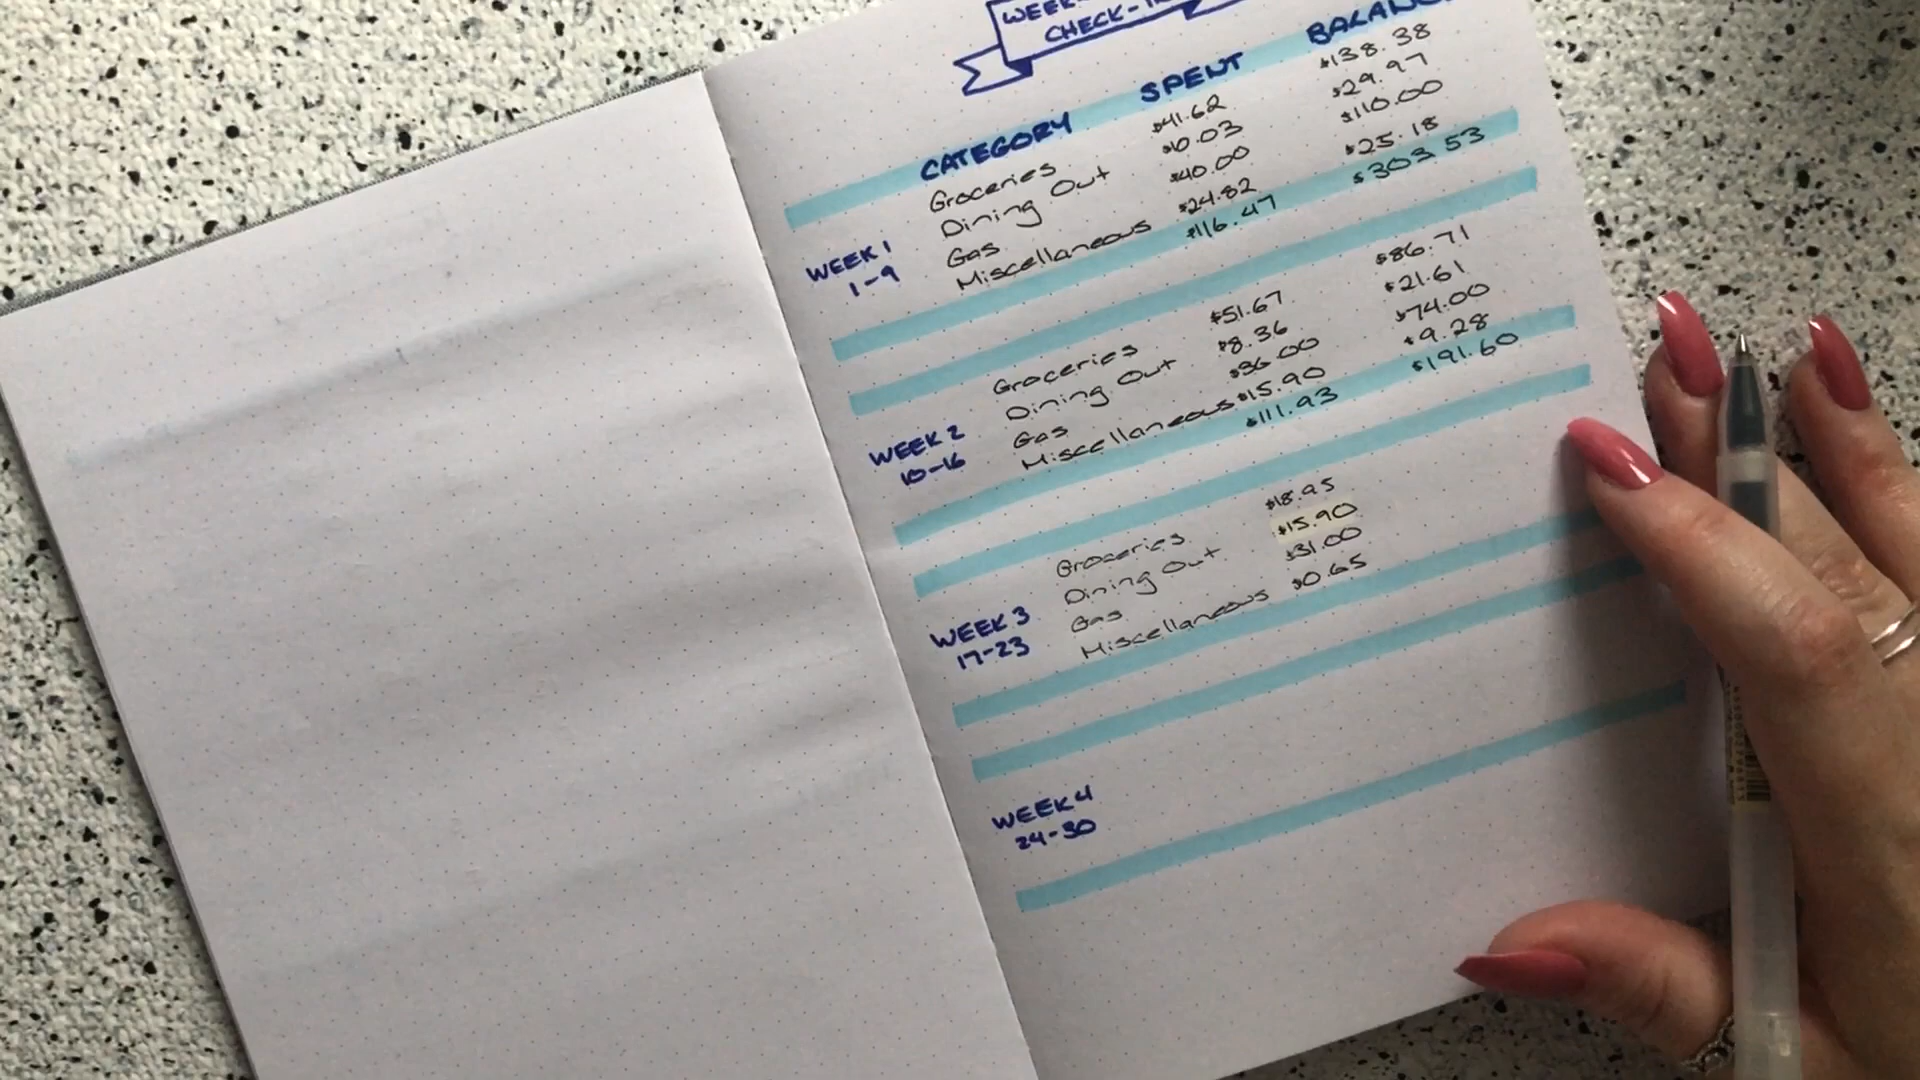 WEEK
CHECK-I
CATEGORY SPENT BALANC
Groceries $41.62 $138.38
Dining Out $10.03 $29.97
Gas $40.00 $110.00
Miscellaneous $24.82 $25.18
$116.47 $303.53
WEEK 1
1-9
Groceries $51.67 $86.71
Dining Out $8.36 $21.61
Gas $36.00 $74.00
Miscellaneous $15.90 $9.28
$111.93 $191.60
WEEK 2
10-16
Groceries $18.95
Dining Out $15.90
Gas $31.00
Miscellaneous $0.65
WEEK 3
17-23
WEEK 4
24-30